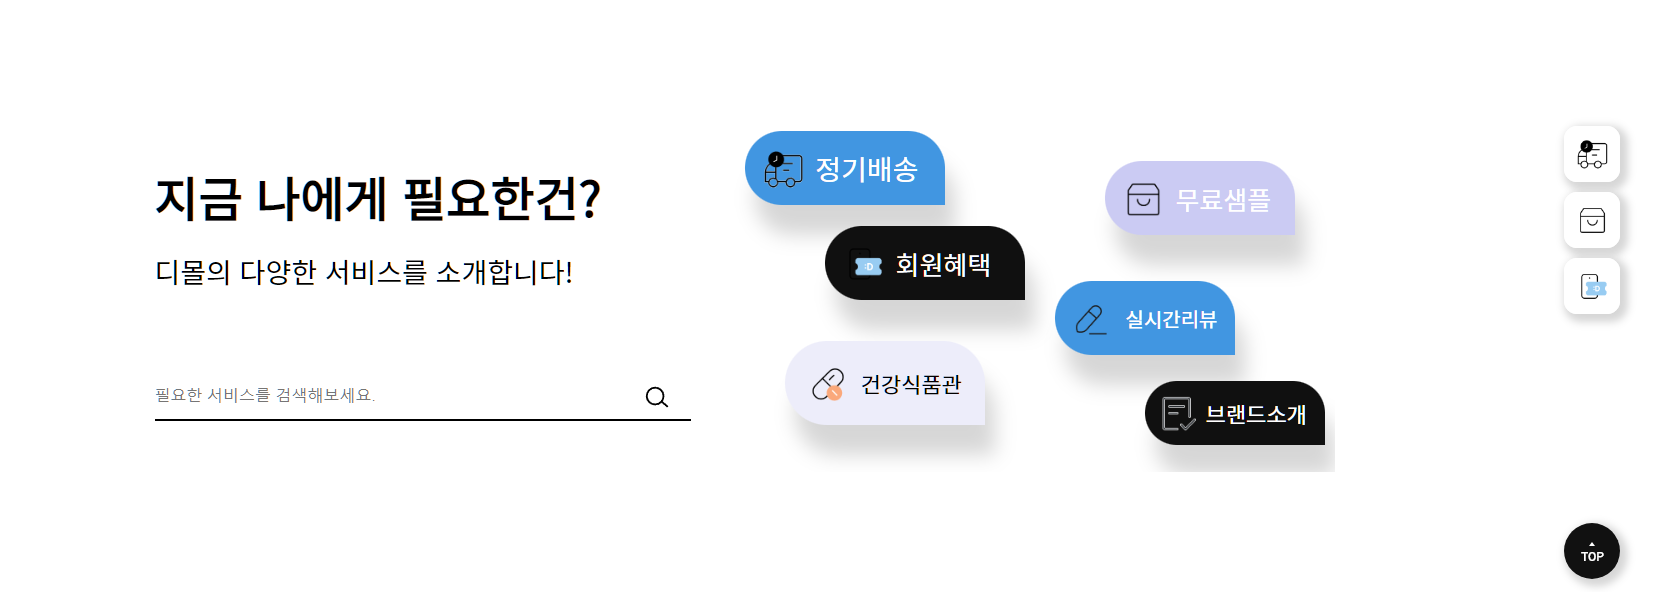 지금 나에게 필요한건?
디몰의 다양한 서비스를 소개합니다!
필요한 서비스를 검색해보세요.
정기배송
무료샘플
회원혜택
실시간리뷰
건강식품관
브랜드소개
:D
:D
TOP